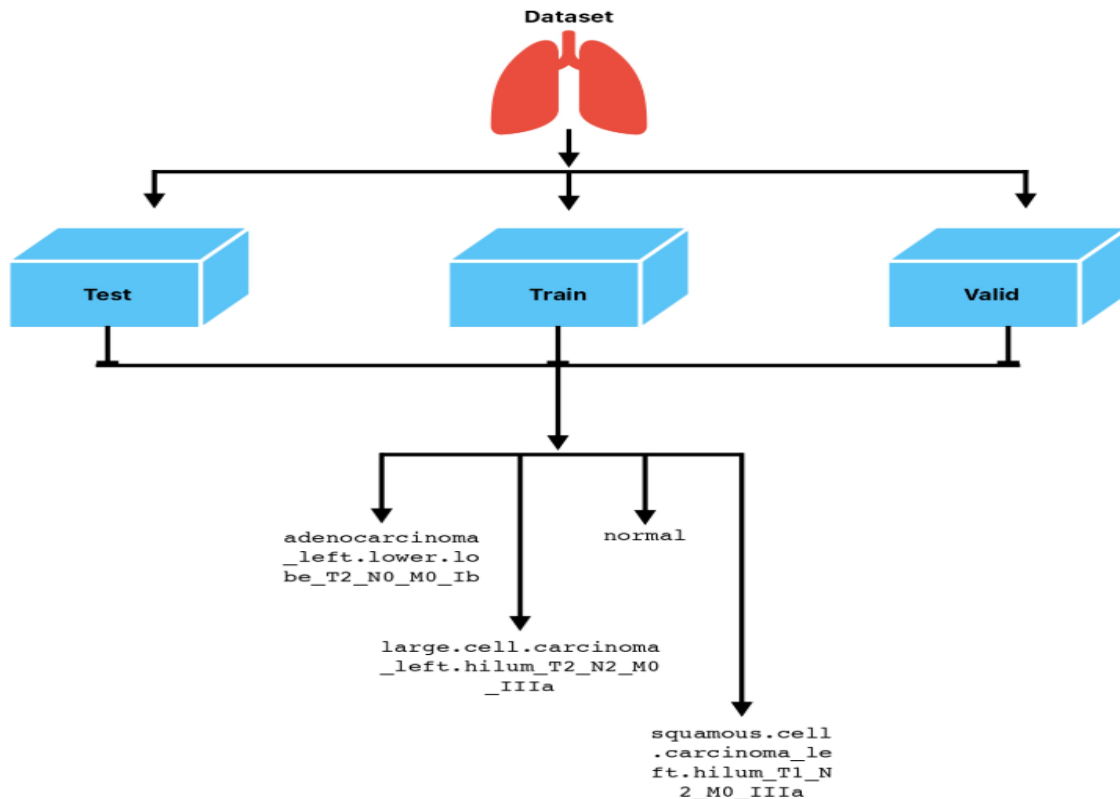 Dataset
Test
Train
Valid
adenocarcinoma
_left.lower.lo
be_T2_N0_M0_Ib
normal
large.cell.carcinoma
_left.hilum_T2_N2_M0
_IIIa
squamous.cell
.carcinoma_le
ft.hilum_T1_N
2_M0_IIIa